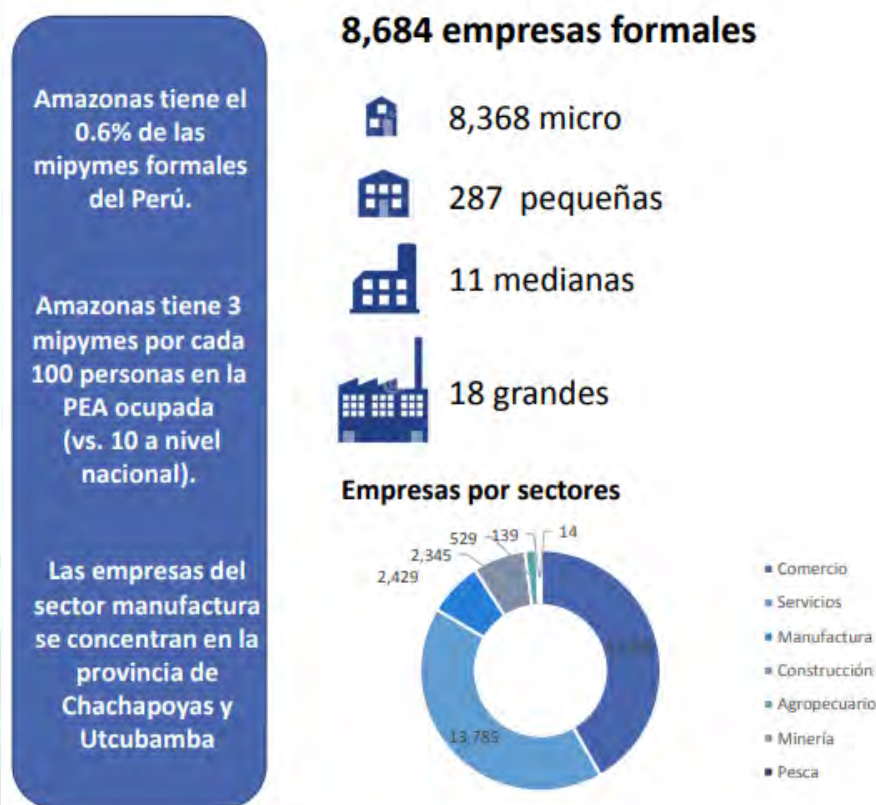 Amazonas tiene el
0.6% de las
mipymes formales
del Perú.
Amazonas tiene 3
mipymes por cada
100 personas en la
PEA ocupada
(vs. 10 a nivel
nacional).
Las empresas del
sector manufactura
se concentran en la
provincia de
Chachapoyas y
Utcubamba
8,684 empresas formales
8,368 micro
287 pequeñas
11 medianas
18 grandes
Empresas por sectores
14
139
529
2,345
2,429
13,785
Comercio
Servicios
Manufactura
Construcción
Agropecuario
Minería
Pesca